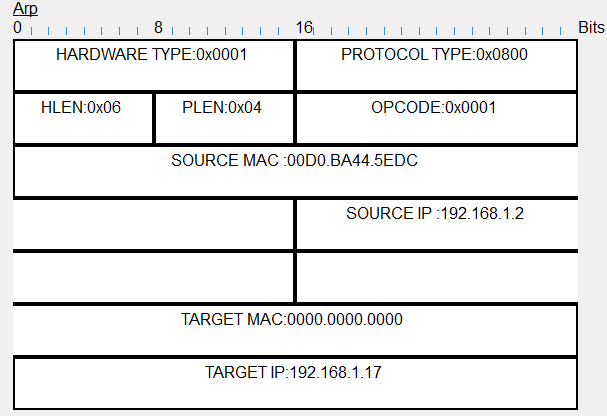 Arp
0 8 16 Bits
HARDWARE TYPE:0x0001 PROTOCOL TYPE:0x0800
HLEN:0x06 PLEN:0x04 OPCODE:0x0001
SOURCE MAC :00D0.BA44.5EDC
SOURCE IP :192.168.1.2
TARGET MAC:0000.0000.0000
TARGET IP:192.168.1.17